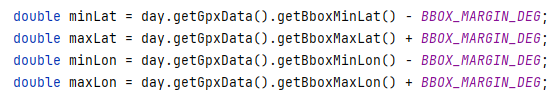 double minLat = day.getGpxData().getBboxMinLat() - BBOX_MARGIN_DEG;
double maxLat = day.getGpxData().getBboxMaxLat() + BBOX_MARGIN_DEG;
double minLon = day.getGpxData().getBboxMinLon() - BBOX_MARGIN_DEG;
double maxLon = day.getGpxData().getBboxMaxLon() + BBOX_MARGIN_DEG;